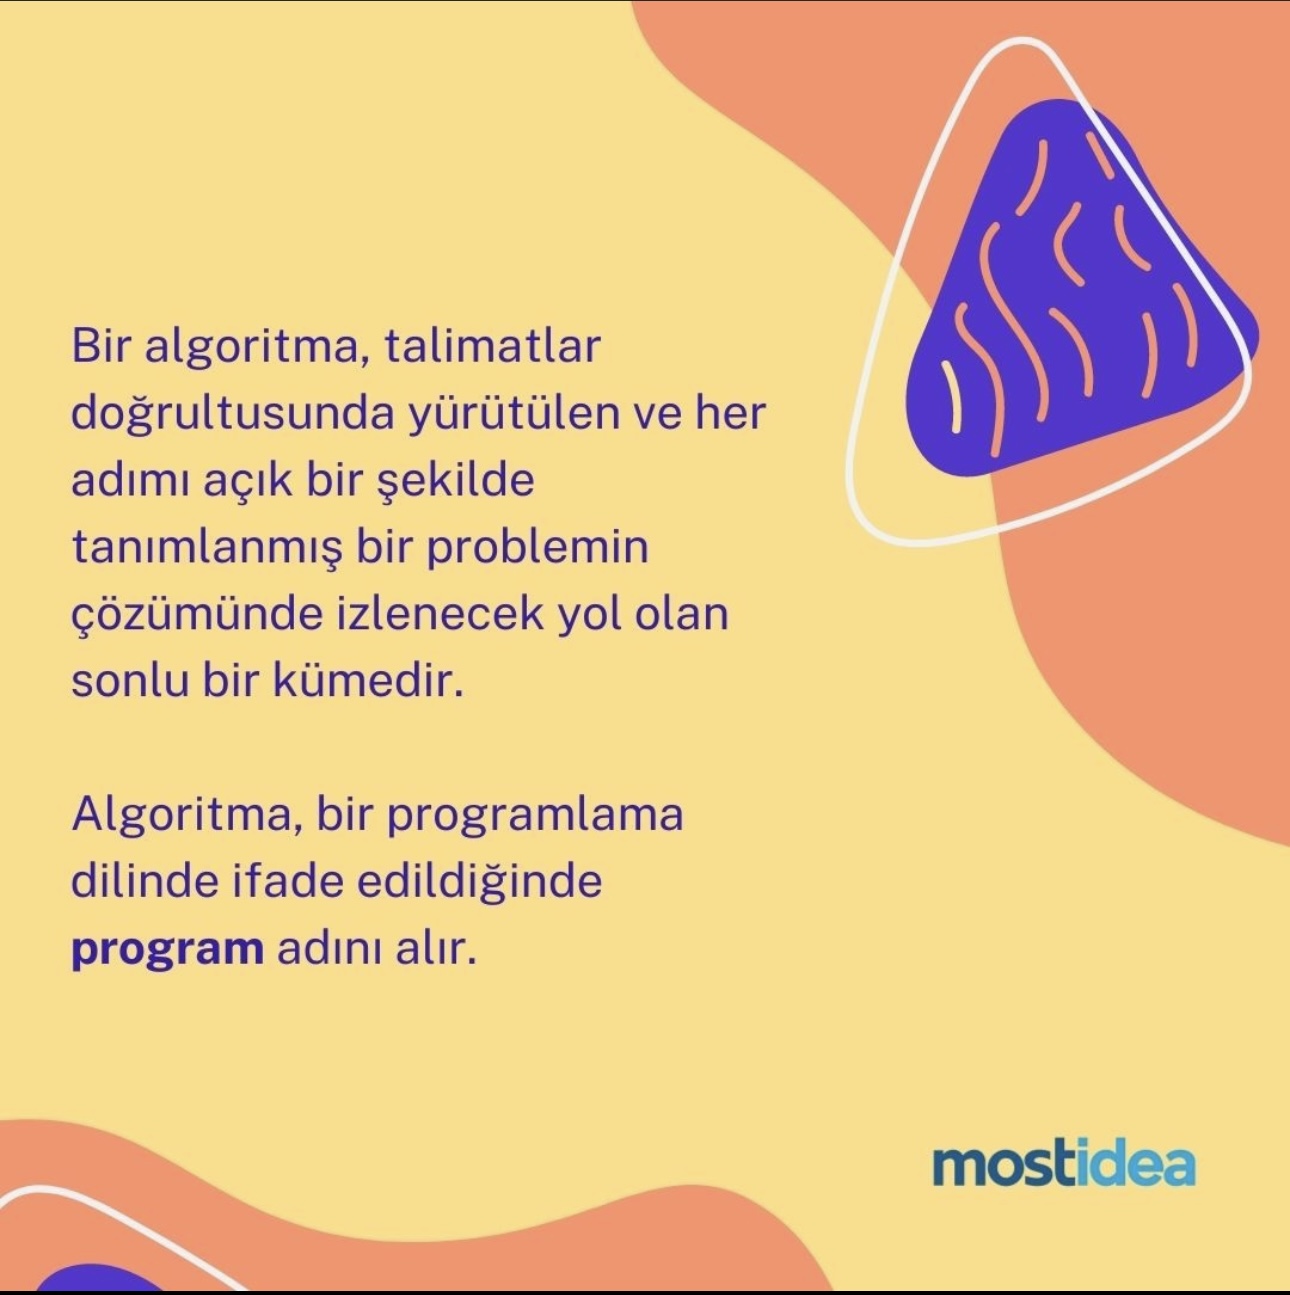 Bir algoritma, talimatlar
doğrultusunda yürütülen ve her
adımı açık bir şekilde
tanımlanmış bir problemin
çözümünde izlenecek yol olan
sonlu bir kümedir.
Algoritma, bir programlama
dilinde ifade edildiğinde
program adını alır.
mostidea